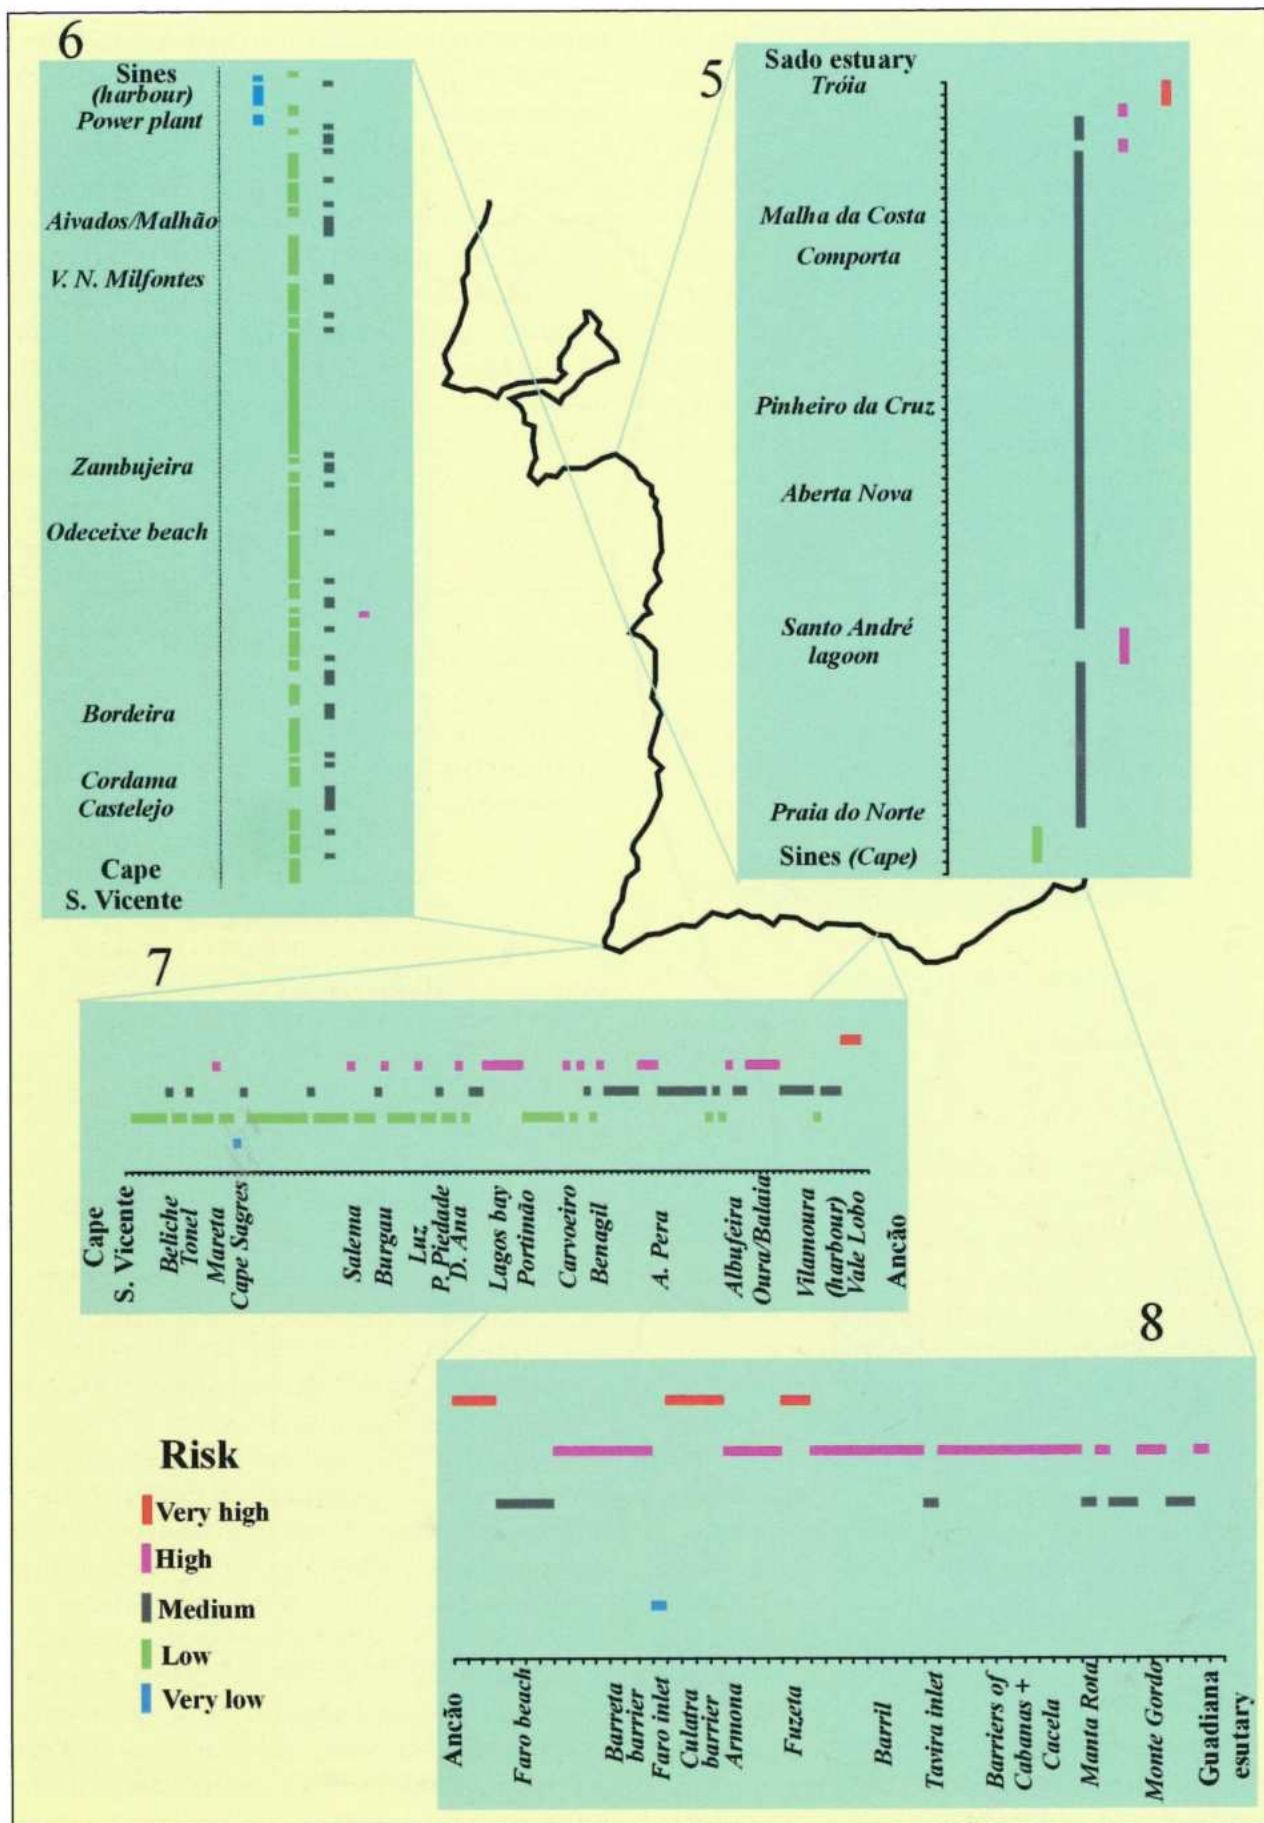 6
Sines
(harbour)
Power plant
Aivados/Malhão
V. N. Milfontes
Zambujeira
Odeceixe beach
Bordeira
Cordama
Castelejo
Cape
S. Vicente
5
Sado estuary
Tróia
Malha da Costa
Comporta
Pinheiro da Cruz
Aberta Nova
Santo André
lagoon
Praia do Norte
Sines (Cape)
7
Cape
S. Vicente
Beliche
Tonel
Mareta
Cape Sagres
Salema
Burgau
Luz
P. Piedade
D. Ana
Lagos bay
Portimão
Carvoeiro
Benagil
A. Pera
Albufeira
Oura/Balaia
Vilamoura
(harbour)
Vale Lobo
Ancão
8
Ancão
Faro beach
Barreta
barrier
Faro inlet
Culatra
barrier
Armona
Fuzeta
Barril
Tavira inlet
Barriers of
Cabanas +
Cacela
Manta Rota
Monte Gordo
Guadiana
esutary
Risk
Very high
High
Medium
Low
Very low